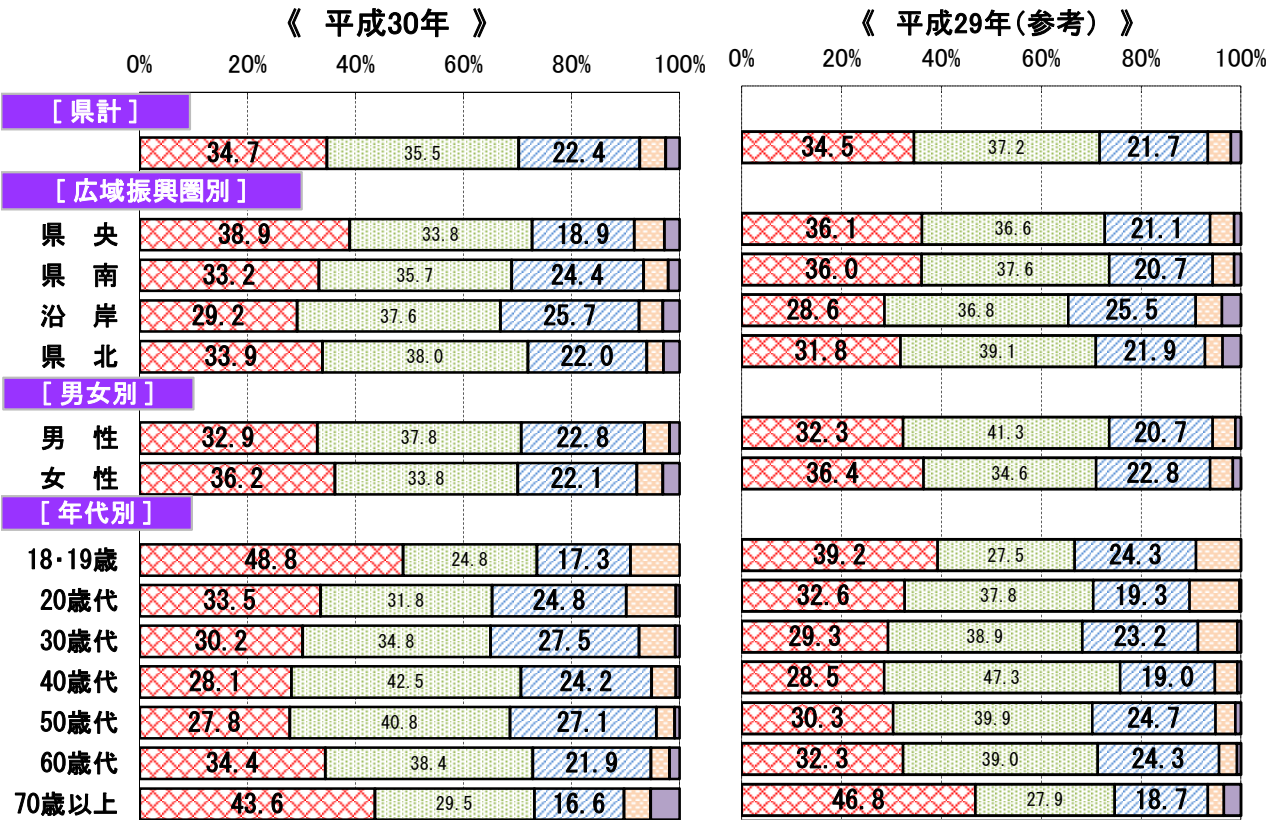 《 平成30年 》
0% 20% 40% 60% 80% 100%
[ 県計 ]
34.7 35.5 22.4
[ 広域振興圏別 ]
県 央 38.9 33.8 18.9
県 南 33.2 35.7 24.4
沿 岸 29.2 37.6 25.7
県 北 33.9 38.0 22.0
[ 男女別 ]
男 性 32.9 37.8 22.8
女 性 36.2 33.8 22.1
[ 年代別 ]
18・19歳 48.8 24.8 17.3
20歳代 33.5 31.8 24.8
30歳代 30.2 34.8 27.5
40歳代 28.1 42.5 24.2
50歳代 27.8 40.8 27.1
60歳代 34.4 38.4 21.9
70歳以上 43.6 29.5 16.6
《 平成29年(参考) 》
0% 20% 40% 60% 80% 100%
34.5 37.2 21.7
36.1 36.6 21.1
36.0 37.6 20.7
28.6 36.8 25.5
31.8 39.1 21.9
32.3 41.3 20.7
36.4 34.6 22.8
39.2 27.5 24.3
32.6 37.8 19.3
29.3 38.9 23.2
28.5 47.3 19.0
30.3 39.9 24.7
32.3 39.0 24.3
46.8 27.9 18.7